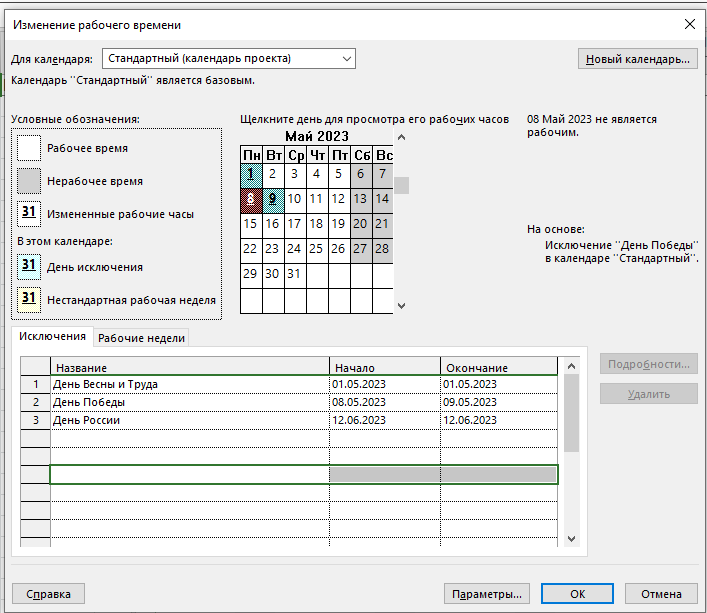 Изменение рабочего времени
Для календаря: Стандартный (календарь проекта) Новый календарь...
Календарь "Стандартный" является базовым.
Условные обозначения:
Рабочее время
Нерабочее время
31 Измененные рабочие часы
В этом календаре:
31 День исключения
31 Нестандартная рабочая неделя
Щелкните день для просмотра его рабочих часов
Май 2023
Пн Вт Ср Чт Пт Сб Вс
1 2 3 4 5 6 7
8 9 10 11 12 13 14
15 16 17 18 19 20 21
22 23 24 25 26 27 28
29 30 31
08 Май 2023 не является
рабочим.
На основе:
Исключение "День Победы"
в календаре "Стандартный".
Исключения Рабочие недели
Название Начало Окончание
1 День Весны и Труда 01.05.2023 01.05.2023
2 День Победы 08.05.2023 09.05.2023
3 День России 12.06.2023 12.06.2023
Подробности...
Удалить
Справка Параметры... ОК Отмена